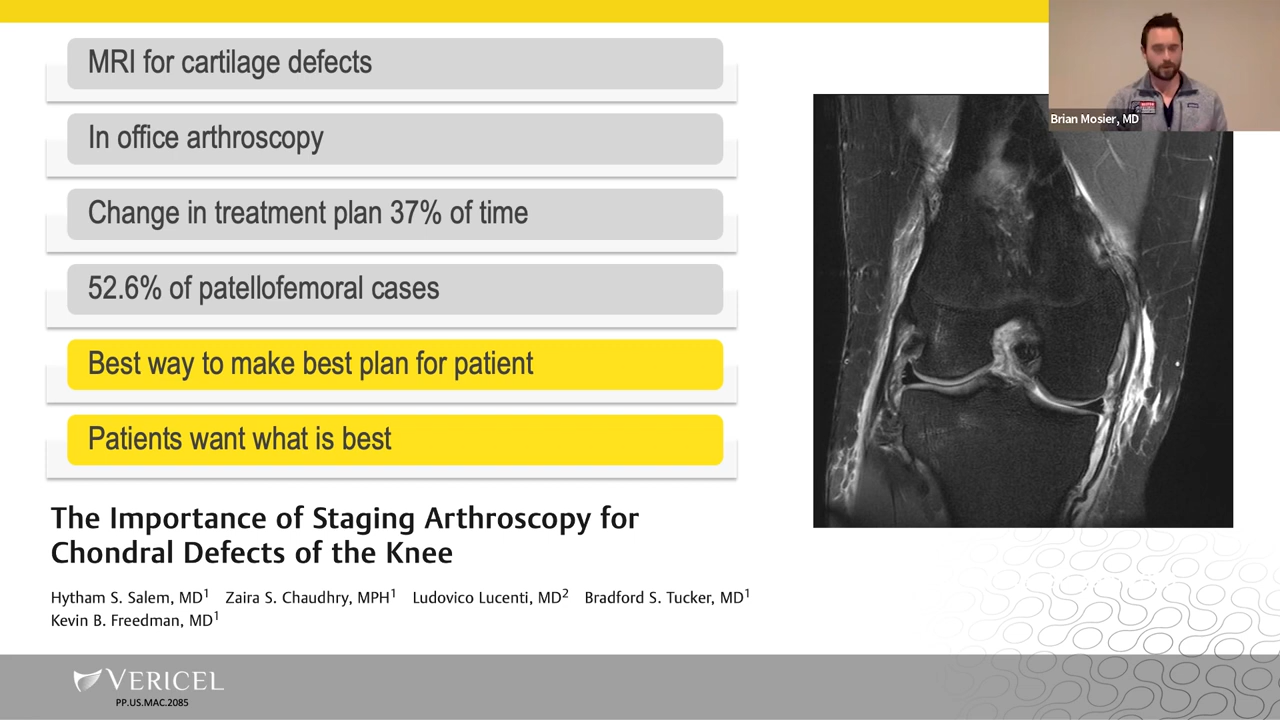 MRI for cartilage defects
In office arthroscopy
Change in treatment plan 37% of time
52.6% of patellofemoral cases
Best way to make best plan for patient
Patients want what is best
The Importance of Staging Arthroscopy for
Chondral Defects of the Knee
Hytham S. Salem, MD1 Zaira S. Chaudhry, MPH1 Ludovico Lucenti, MD2 Bradford S. Tucker, MD1
Kevin B. Freedman, MD1
Brian Mosier, MD
VERICEL
PP.US.MAC.2085